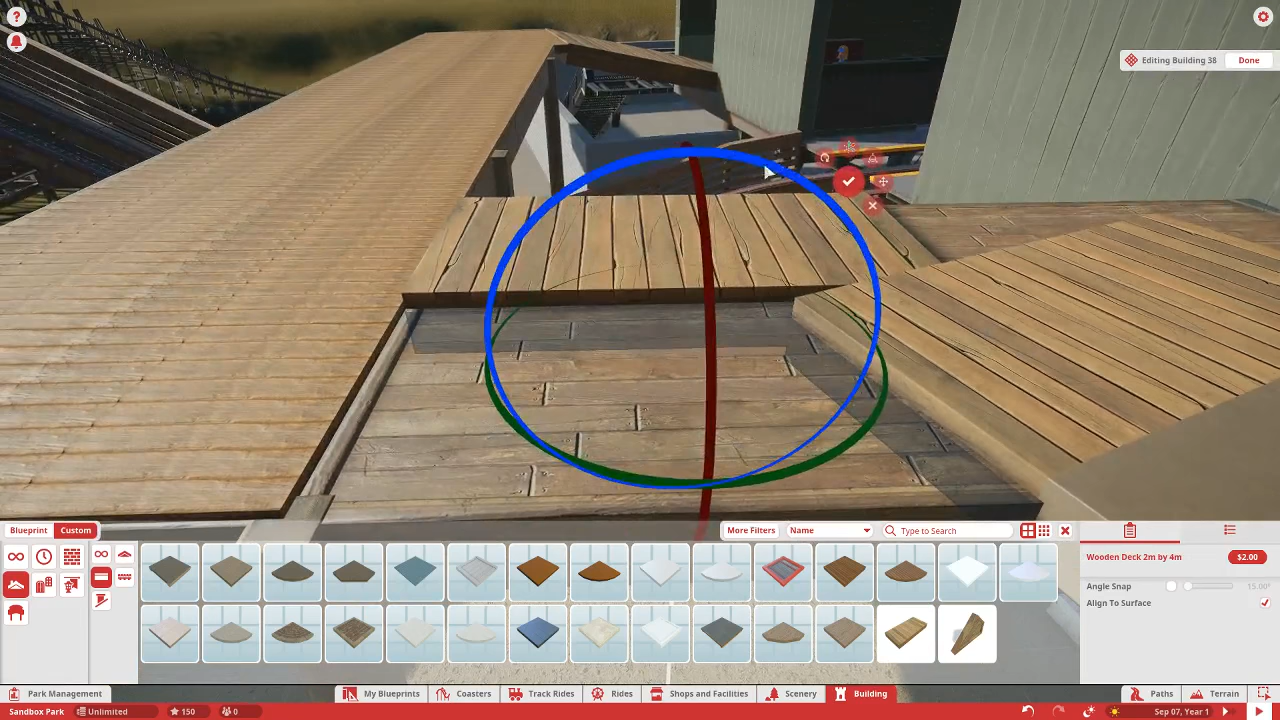 ?
Editing Building 38 Done
Blueprint Custom
More Filters Name Type to Search
Wooden Deck 2m by 4m $2.00
Angle Snap 15.00°
Align To Surface
Park Management My Blueprints Coasters Track Rides Rides Shops and Facilities Scenery Building Paths Terrain
Sandbox Park Unlimited 150 0 Sep 07, Year 1